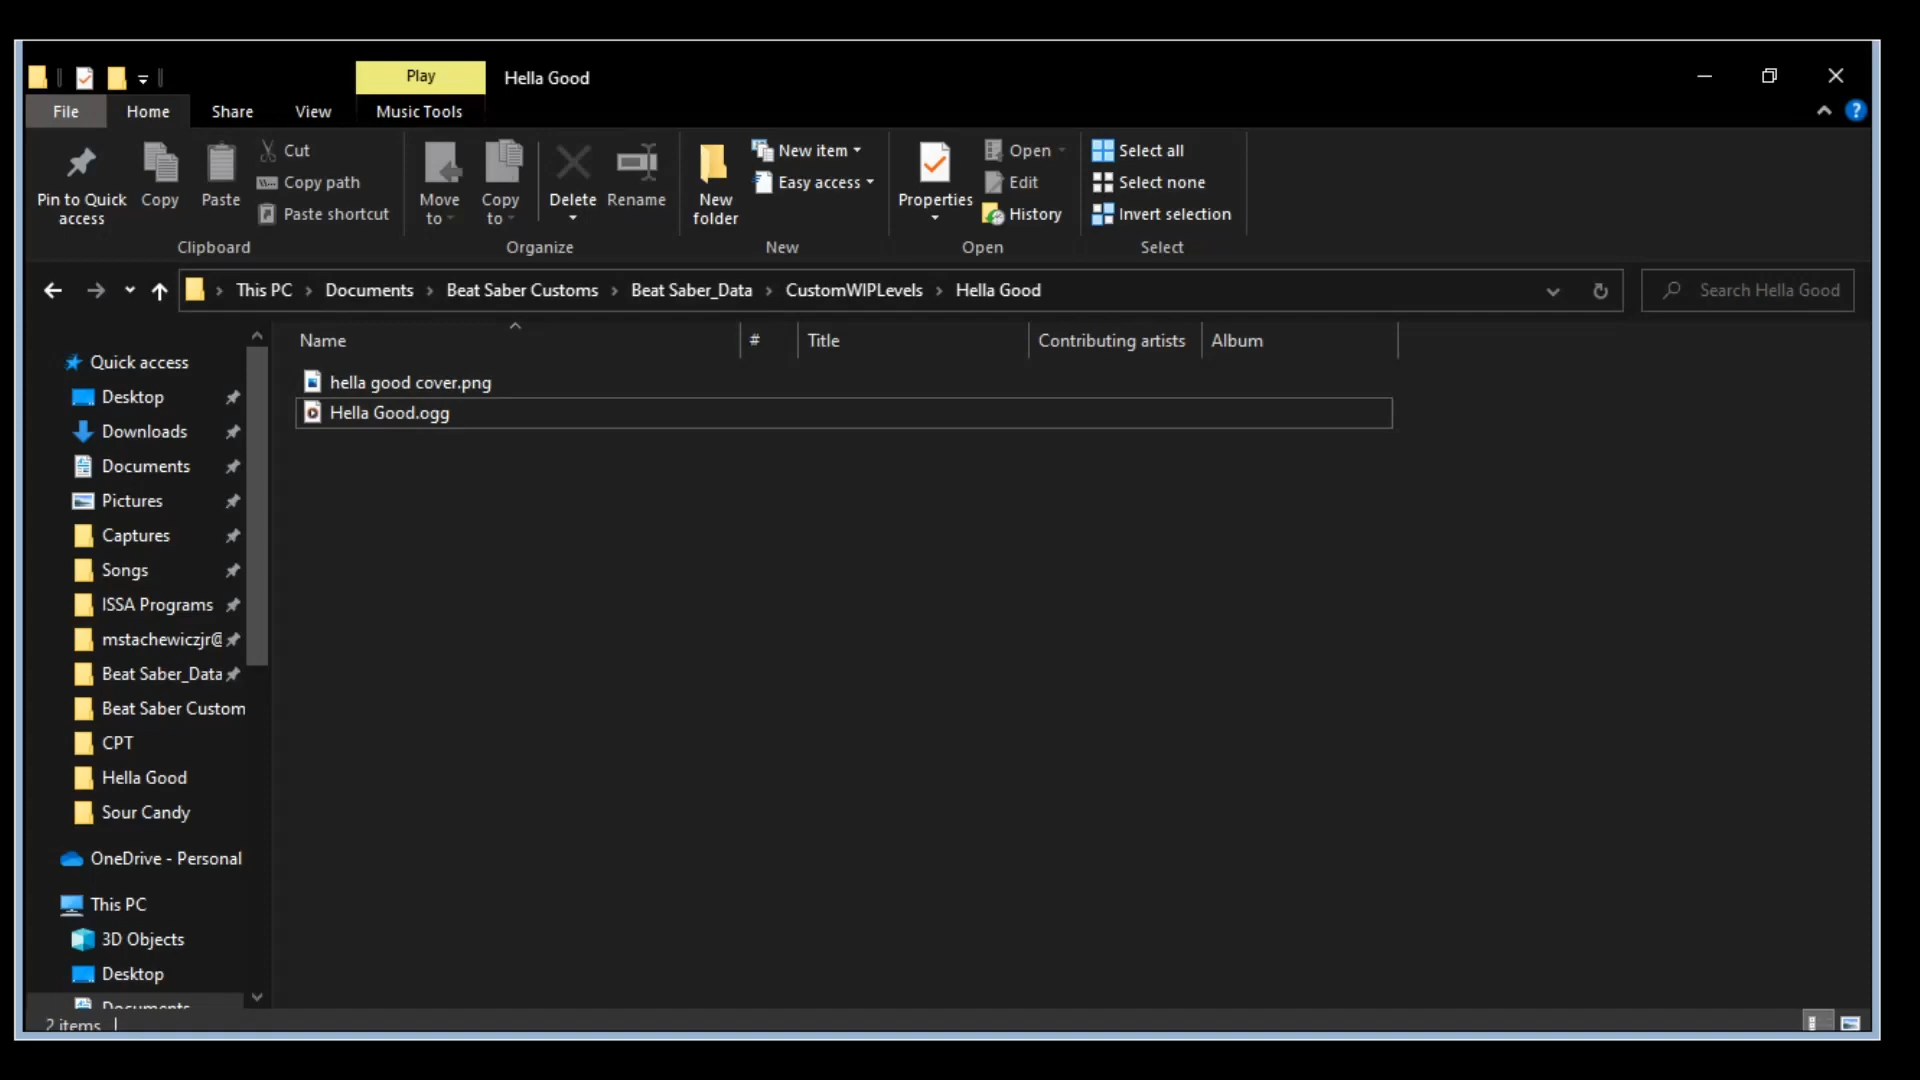 Play
Hella Good
File
Home
Share
View
Music Tools
Pin to Quick access
Copy
Paste
Cut
Copy path
Paste shortcut
Clipboard
Move to
Copy to
Delete
Rename
Organize
New folder
New item
Easy access
New
Properties
Open
Edit
History
Open
Select all
Select none
Invert selection
Select
This PC › Documents › Beat Saber Customs › Beat Saber_Data › CustomWIPLevels › Hella Good
Search Hella Good
Name
#
Title
Contributing artists
Album
hella good cover.png
Hella Good.ogg
Quick access
Desktop
Downloads
Documents
Pictures
Captures
Songs
ISSA Programs
mstachewiczjr@
Beat Saber_Data
Beat Saber Custom
CPT
Hella Good
Sour Candy
OneDrive - Personal
This PC
3D Objects
Desktop
Documents
2 items